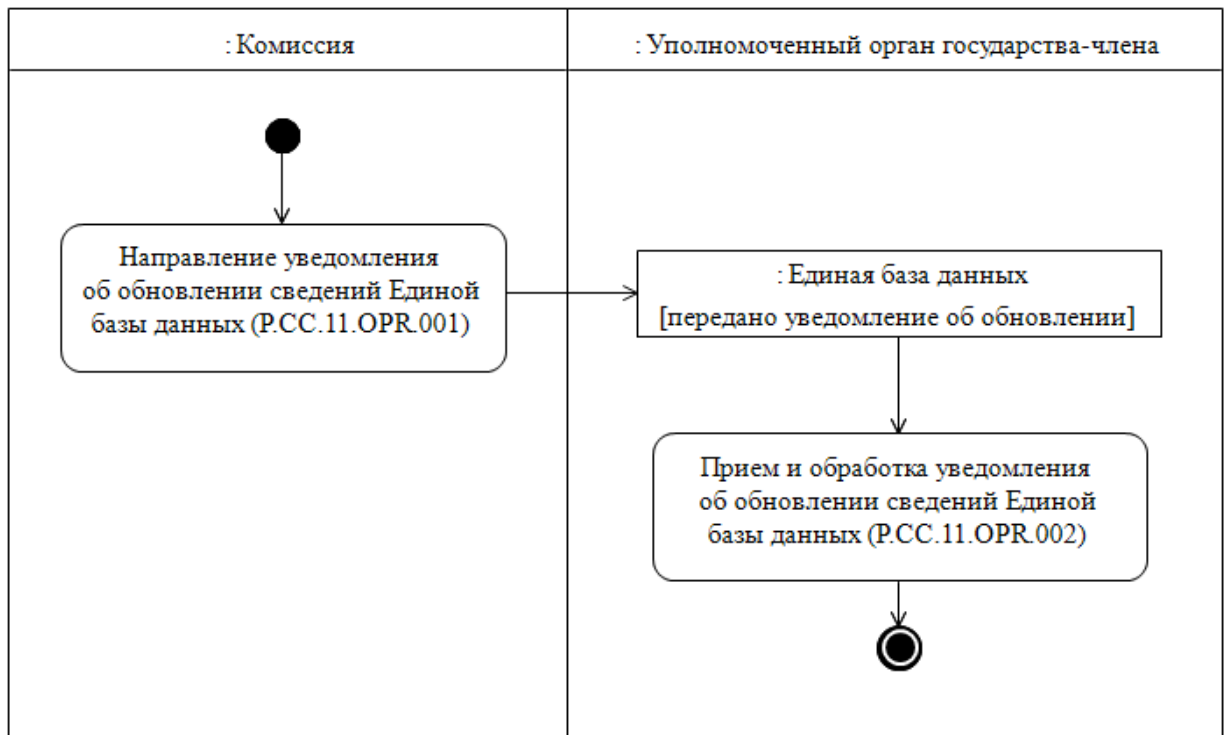 : Комиссия
: Уполномоченный орган государства-члена
Направление уведомления
об обновлении сведений Единой
базы данных (P.CC.11.OPR.001)
: Единая база данных
[передано уведомление об обновлении]
Прием и обработка уведомления
об обновлении сведений Единой
базы данных (P.CC.11.OPR.002)